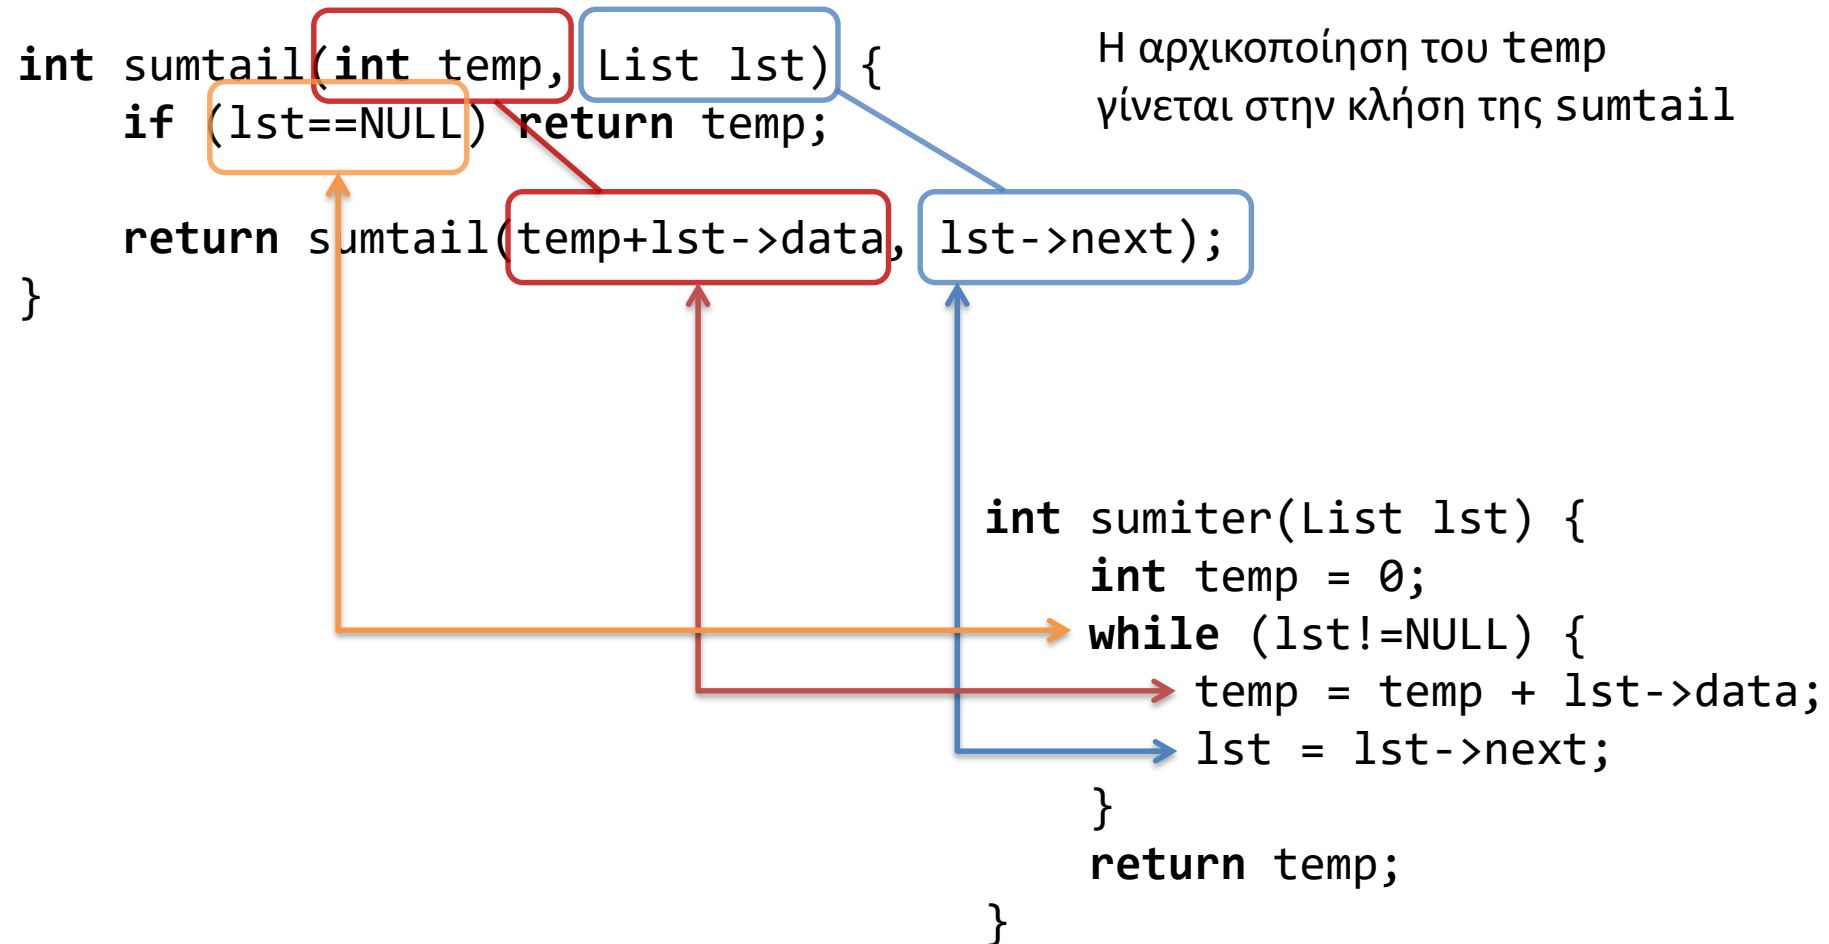 int sumtail(int temp, List lst) {
if (lst==NULL) return temp;
return sumtail(temp+lst->data, lst->next);
}
Η αρχικοποίηση του temp
γίνεται στην κλήση της sumtail
int sumiter(List lst) {
int temp = 0;
while (lst!=NULL) {
temp = temp + lst->data;
lst = lst->next;
}
return temp;
}